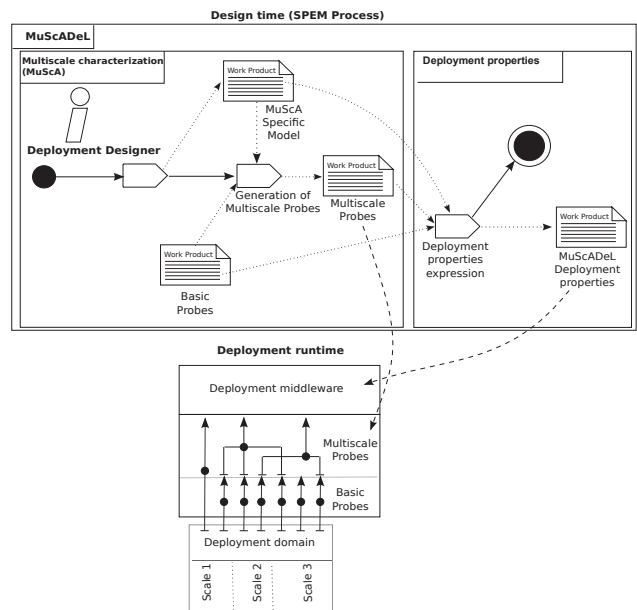 Design time (SPEM Process)
MuScADeL
Multiscale characterization
(MuScA)
Deployment properties
Work Product
MuScA
Specific
Model
Deployment Designer
Work Product
Generation of
Multiscale Probes
Multiscale
Probes
Work Product
Basic
Probes
Deployment
properties
expression
Work Product
MuScADeL
Deployment
properties
Deployment runtime
Deployment middleware
Multiscale
Probes
Basic
Probes
Deployment domain
Scale 1
Scale 2
Scale 3